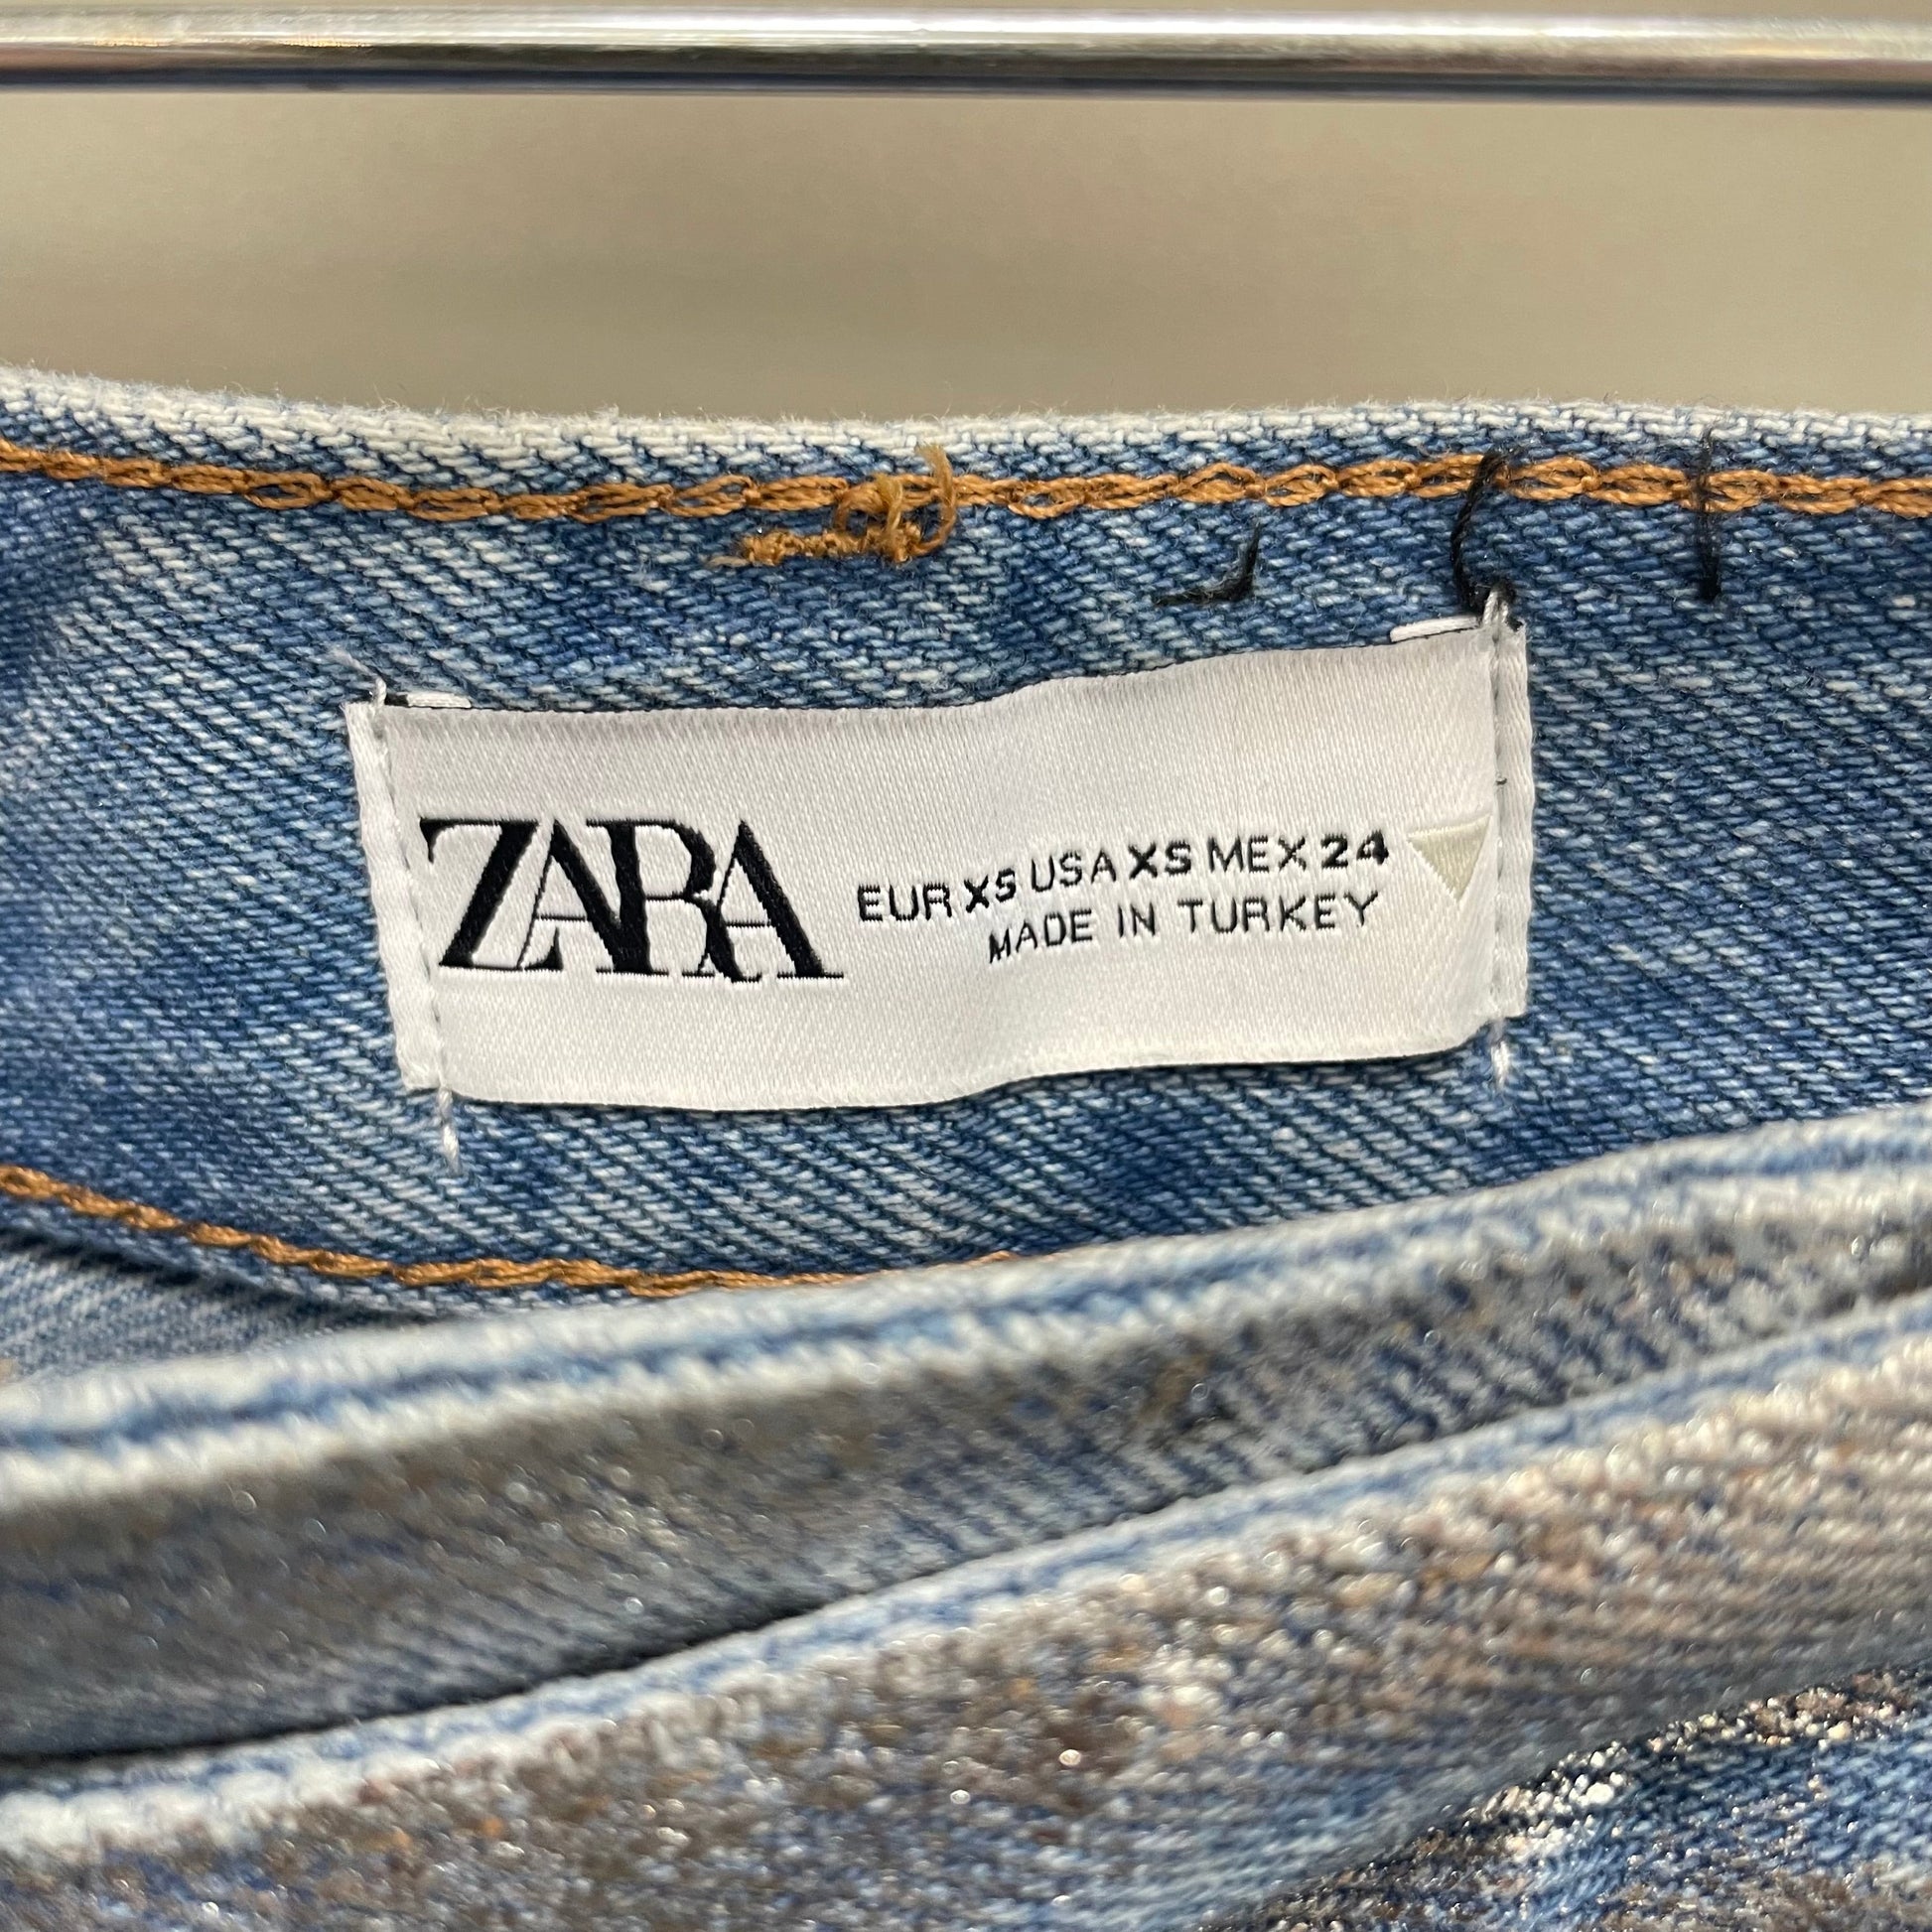 ZARA
EUR XS USA XS MEX 24
MADE IN TURKEY